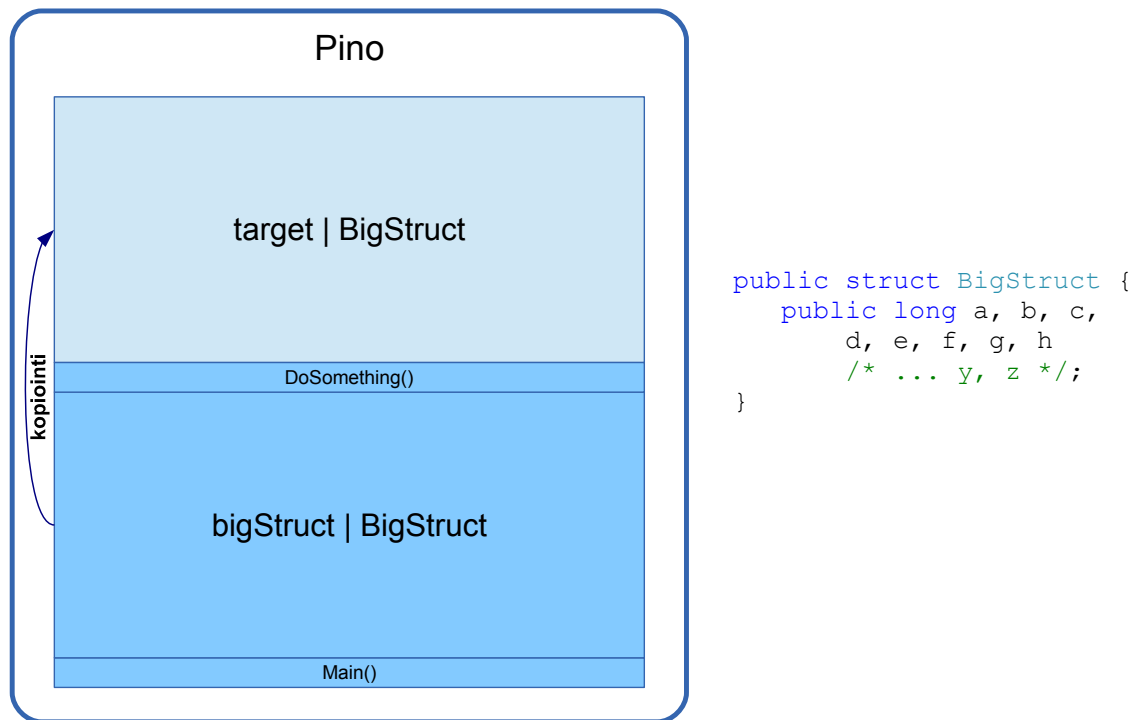 Pino
target | BigStruct
DoSomething()
kopiointi
bigStruct | BigStruct
Main()
public struct BigStruct {
public long a, b, c,
d, e, f, g, h
/* ... y, z */;
}